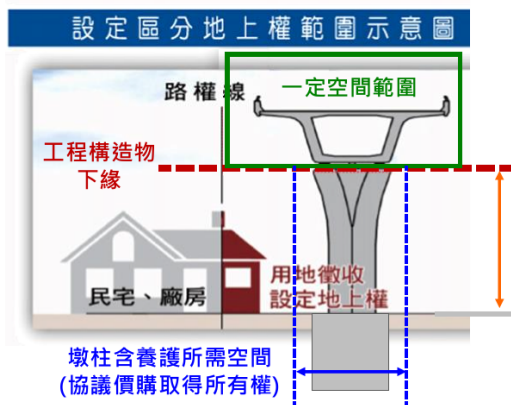 設定區分地上權範圍示意圖
路權線
一定空間範圍
工程構造物
下緣
民宅、廠房
用地徵收
設定地上權
墩柱含養護所需空間
(協議價購取得所有權)